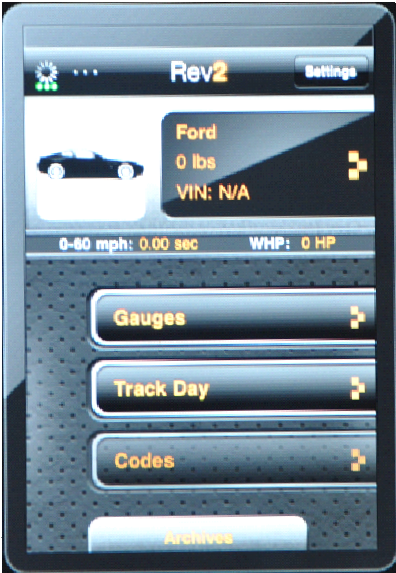 Rev2
Settings
Ford
0 lbs
VIN: N/A
0-60 mph: 0.00 sec WHP: 0 HP
Gauges
Track Day
Codes
Archives